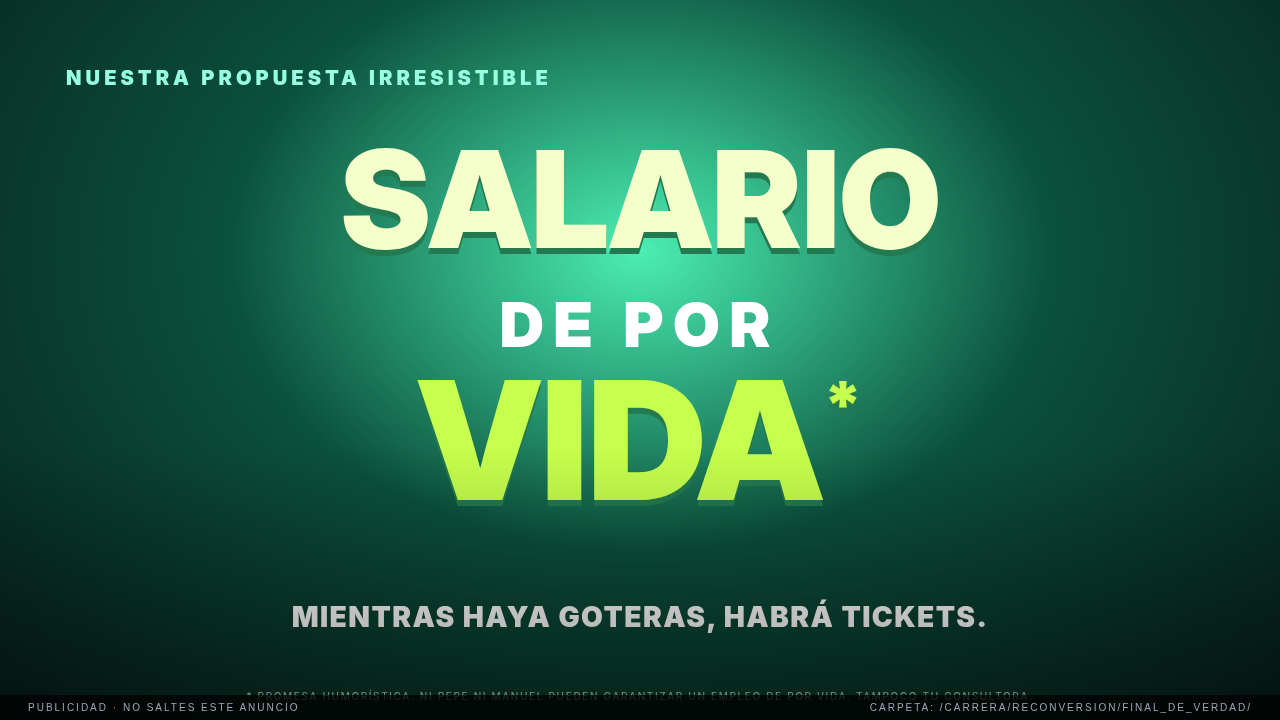 NUESTRA PROPUESTA IRRESISTIBLE
SALARIO
DE POR
VIDA*
MIENTRAS HAYA GOTERAS, HABRÁ TICKETS.
* PROMESA HUMORÍSTICA. NI PEPE NI MANUEL PUEDEN GARANTIZAR UN EMPLEO DE POR VIDA. TAMPOCO TU CONSULTORA.
PUBLICIDAD · NO SALTES ESTE ANUNCIO
CARPETA: /CARRERA/RECONVERSION/FINAL_DE_VERDAD/